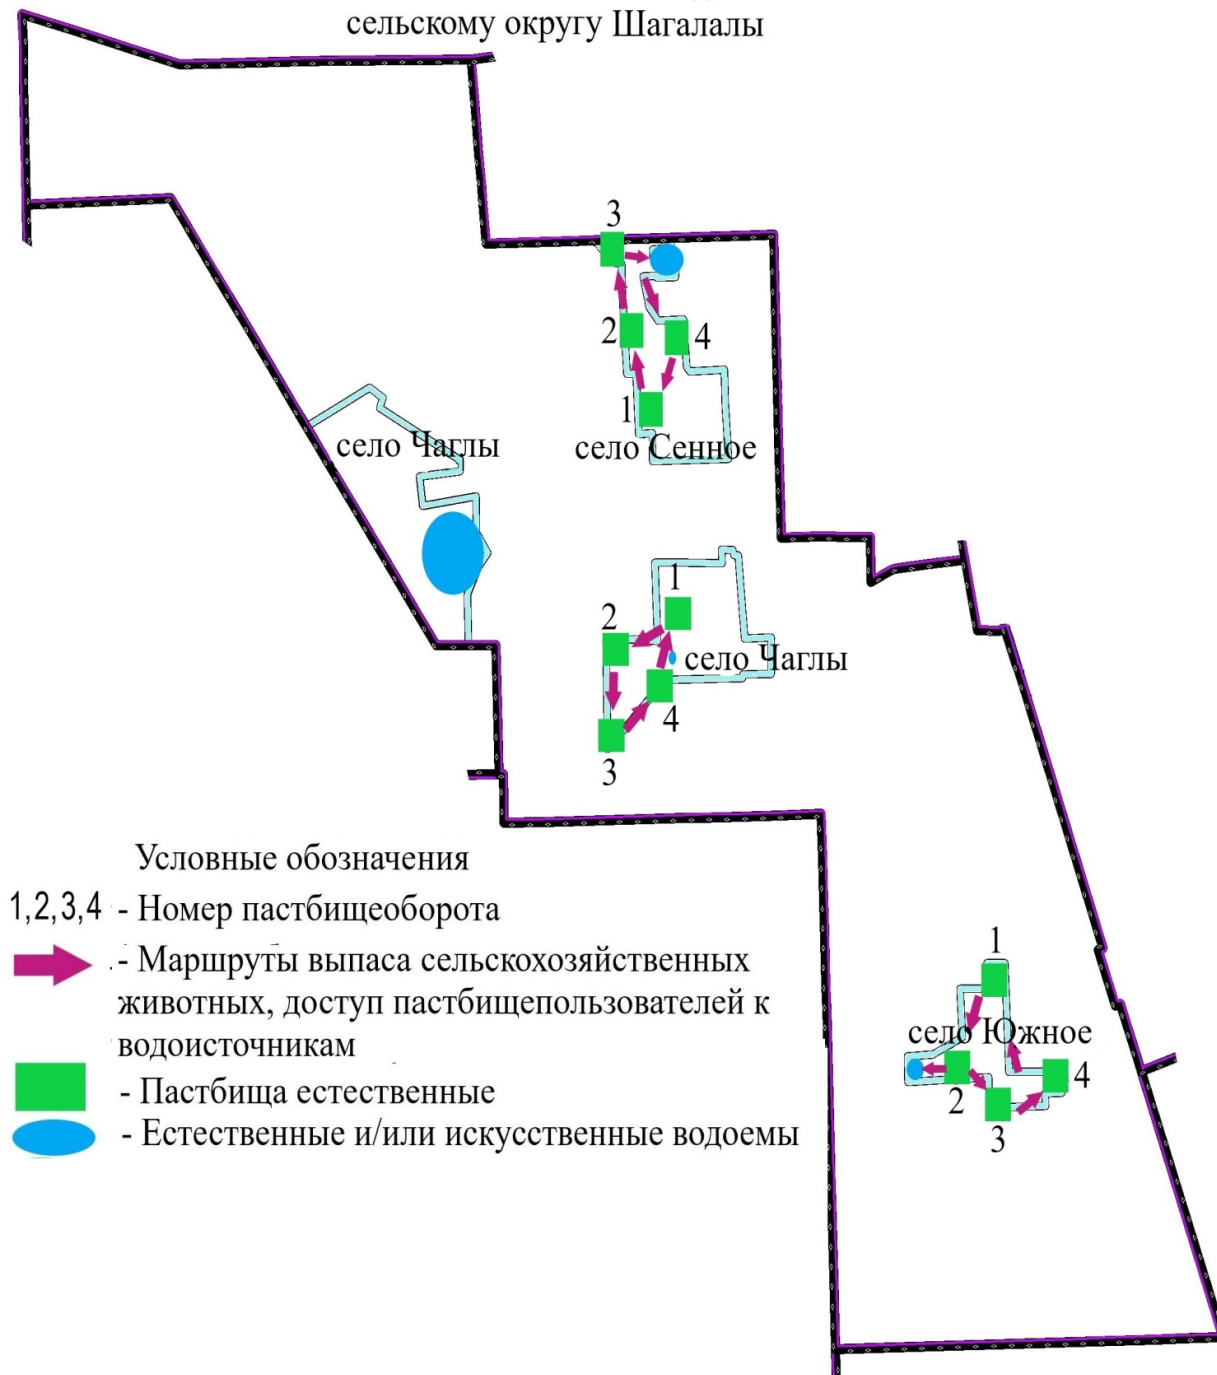 сельскому округу Шагалалы
3
2
4
1
село Чаглы
село Сенное
1
2
село Чаглы
4
3
Условные обозначения
1,2,3,4 - Номер пастбищеоборота
- Маршруты выпаса сельскохозяйственных
животных, доступ пастбищепользователей к
водоисточникам
- Пастбища естественные
- Естественные и/или искусственные водоемы
1
село Южное
4
2
3